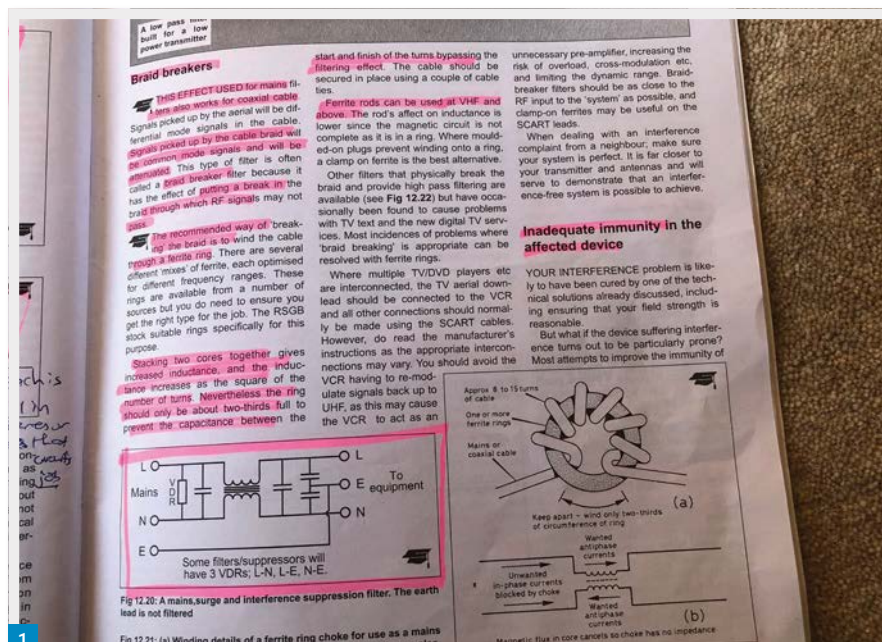 A low pass filter
built for a low
power transmitter
Braid breakers
THIS EFFECT USED for mains fil-
ters also works for coaxial cable
Signals picked up by the aerial will be dif-
ferential mode signals in the cable.
Signals picked up by the cable braid will
be common mode signals and will be
attenuated. This type of filter is often
called a braid breaker filter because it
has the effect of putting a break in the
braid through which RF signals may not
pass.
The recommended way of 'break-
ing' the braid is to wind the cable
through a ferrite ring. There are several
different 'mixes' of ferrite, each optimised
for different frequency ranges. These
rings are available from a number of
sources but you do need to ensure you
get the right type for the job. The RSGB
stock suitable rings specifically for this
purpose.
Stacking two cores together gives
increased inductance, and the induc-
tance increases as the square of the
number of turns. Nevertheless the ring
should only be about two-thirds full to
prevent the capacitance between the
start and finish of the turns bypassing the
filtering effect. The cable should be
secured in place using a couple of cable
ties.
Ferrite rods can be used at VHF and
above. The rod's affect on inductance is
lower since the magnetic circuit is not
complete as it is in a ring. Where mould-
ed-on plugs prevent winding onto a ring,
a clamp on ferrite is the best alternative.
Other filters that physically break the
braid and provide high pass filtering are
available (see Fig 12.22) but have occa-
sionally been found to cause problems
with TV text and the new digital TV serv-
ices. Most incidences of problems where
'braid breaking' is appropriate can be
resolved with ferrite rings.
Where multiple TV/DVD players etc
are interconnected, the TV aerial down-
lead should be connected to the VCR
and all other connections should normal-
ly be made using the SCART cables.
However, do read the manufacturer's
instructions as the appropriate intercon-
nections may vary. You should avoid the
VCR having to re-mod-
ulate signals back up to
UHF, as this may cause
the VCR to act as an
unnecessary pre-amplifier, increasing the
risk of overload, cross-modulation etc,
and limiting the dynamic range. Braid-
breaker filters should be as close to the
RF input to the 'system' as possible, and
clamp-on ferrites may be useful on the
SCART leads.
When dealing with an interference
complaint from a neighbour; make sure
your system is perfect. It is far closer to
your transmitter and antennas and will
serve to demonstrate that an interfer-
ence-free system is possible to achieve.
Inadequate immunity in the
affected device
YOUR INTERFERENCE problem is like-
ly to have been cured by one of the tech-
nical solutions already discussed, includ-
ing ensuring that your field strength is
reasonable.
But what if the device suffering interfer-
ence turns out to be particularly prone?
Most attempts to improve the immunity of
L
Mains
VDR
N
E
L
E
N
To
equipment
Some filters/suppressors will
have 3 VDRs; L-N, L-E, N-E.
Fig 12.20: A mains, surge and interference suppression filter. The earth
lead is not filtered
Fig 12.21: (a) Winding details of a ferrite ring choke for use as a mains
Approx 8 to 15 turns
of cable
One or more
ferrite rings
Mains or
coaxial cable
Keep apart - wind only two-thirds
of circumference of ring
(a)
Wanted
antiphase
currents
Unwanted
in-phase currents
blocked by choke
Wanted
antiphase
currents
(b)
Magnetic flux in core cancels so choke has no impedance
1